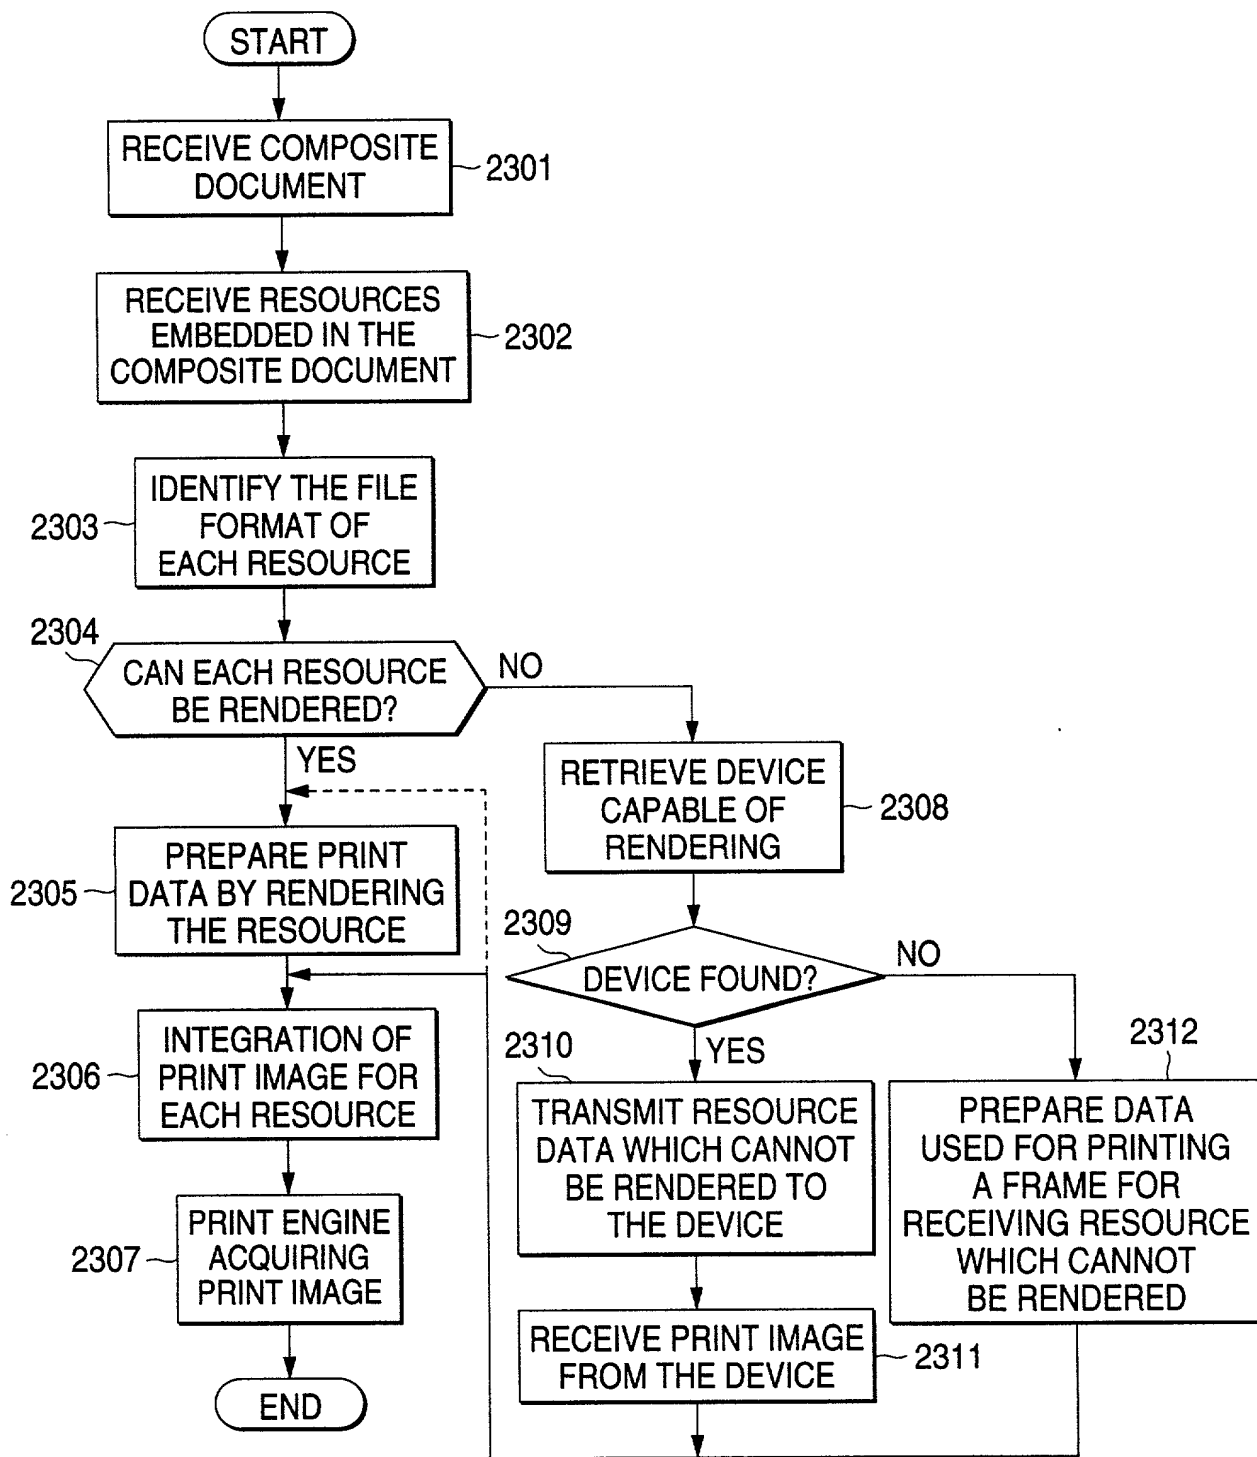 START
RECEIVE COMPOSITE
DOCUMENT
2301
RECEIVE RESOURCES
EMBEDDED IN THE
COMPOSITE DOCUMENT
2302
IDENTIFY THE FILE
FORMAT OF
EACH RESOURCE
2303
2304
CAN EACH RESOURCE
BE RENDERED?
NO
YES
PREPARE PRINT
DATA BY RENDERING
THE RESOURCE
2305
INTEGRATION OF
PRINT IMAGE FOR
EACH RESOURCE
2306
PRINT ENGINE
ACQUIRING
PRINT IMAGE
2307
END
RETRIEVE DEVICE
CAPABLE OF
RENDERING
2308
2309
DEVICE FOUND?
NO
YES
2310
TRANSMIT RESOURCE
DATA WHICH CANNOT
BE RENDERED TO
THE DEVICE
RECEIVE PRINT IMAGE
FROM THE DEVICE
2311
2312
PREPARE DATA
USED FOR PRINTING
A FRAME FOR
RECEIVING RESOURCE
WHICH CANNOT
BE RENDERED